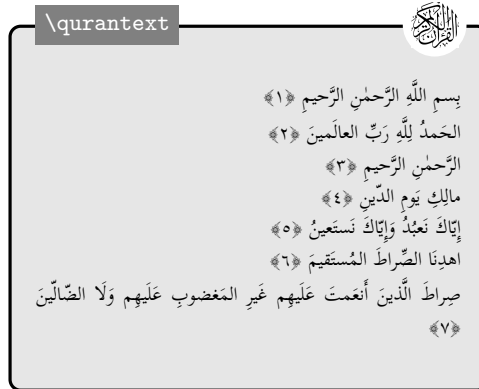 \qurantext
القرآن الكريم
بِسمِ اللَّهِ الرَّحمٰنِ الرَّحيمِ ﴿١﴾
الحَمدُ لِلَّهِ رَبِّ العالَمينَ ﴿٢﴾
الرَّحمٰنِ الرَّحيمِ ﴿٣﴾
مالِكِ يَومِ الدّينِ ﴿٤﴾
إِيّاكَ نَعبُدُ وَإِيّاكَ نَستَعينُ ﴿٥﴾
اهدِنَا الصِّراطَ المُستَقيمَ ﴿٦﴾
صِراطَ الَّذينَ أَنعَمتَ عَلَيهِم غَيرِ المَغضوبِ عَلَيهِم وَلَا الضّالّينَ
﴿٧﴾